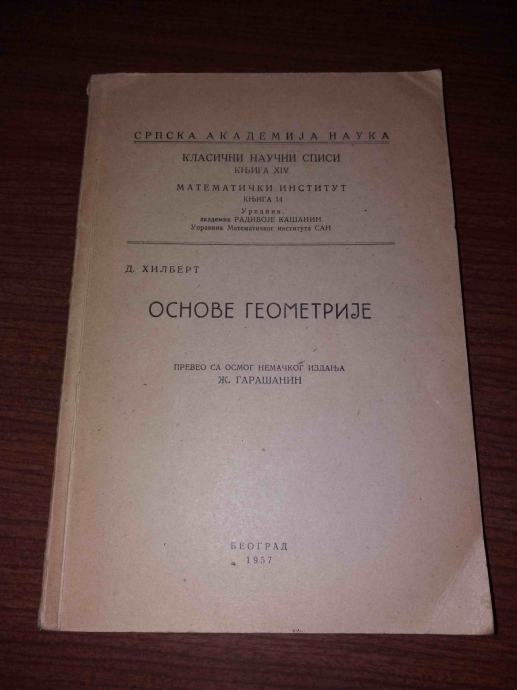 СРПСКА АКАДЕМИЈА НАУКА
КЛАСИЧНИ НАУЧНИ СПИСИ
КЊИГА XIV
МАТЕМАТИЧКИ ИНСТИТУТ
КЊИГА 14
Уредник
академик РАДИВОЈЕ КАШАНИН
Управник Математичког института САН
Д. ХИЛБЕРТ
ОСНОВЕ ГЕОМЕТРИЈЕ
ПРЕВЕО СА ОСМОГ НЕМАЧКОГ ИЗДАЊА
Ж. ГАРАШАНИН
БЕОГРАД
1957